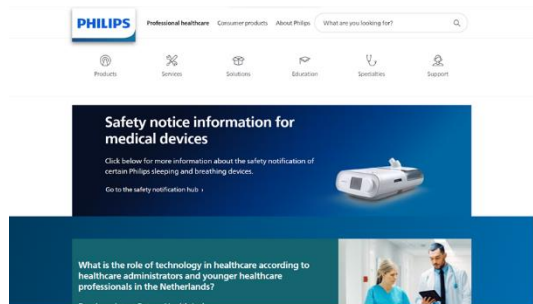 PHILIPS
Professional healthcare Consumer products About Philips What are you looking for?
Products Services Solutions Education Specialties Support
Safety notice information for
medical devices
Click below for more information about the safety notification of
certain Philips sleeping and breathing devices.
Go to the safety notification hub ›
What is the role of technology in healthcare according to
healthcare administrators and younger healthcare
professionals in the Netherlands?